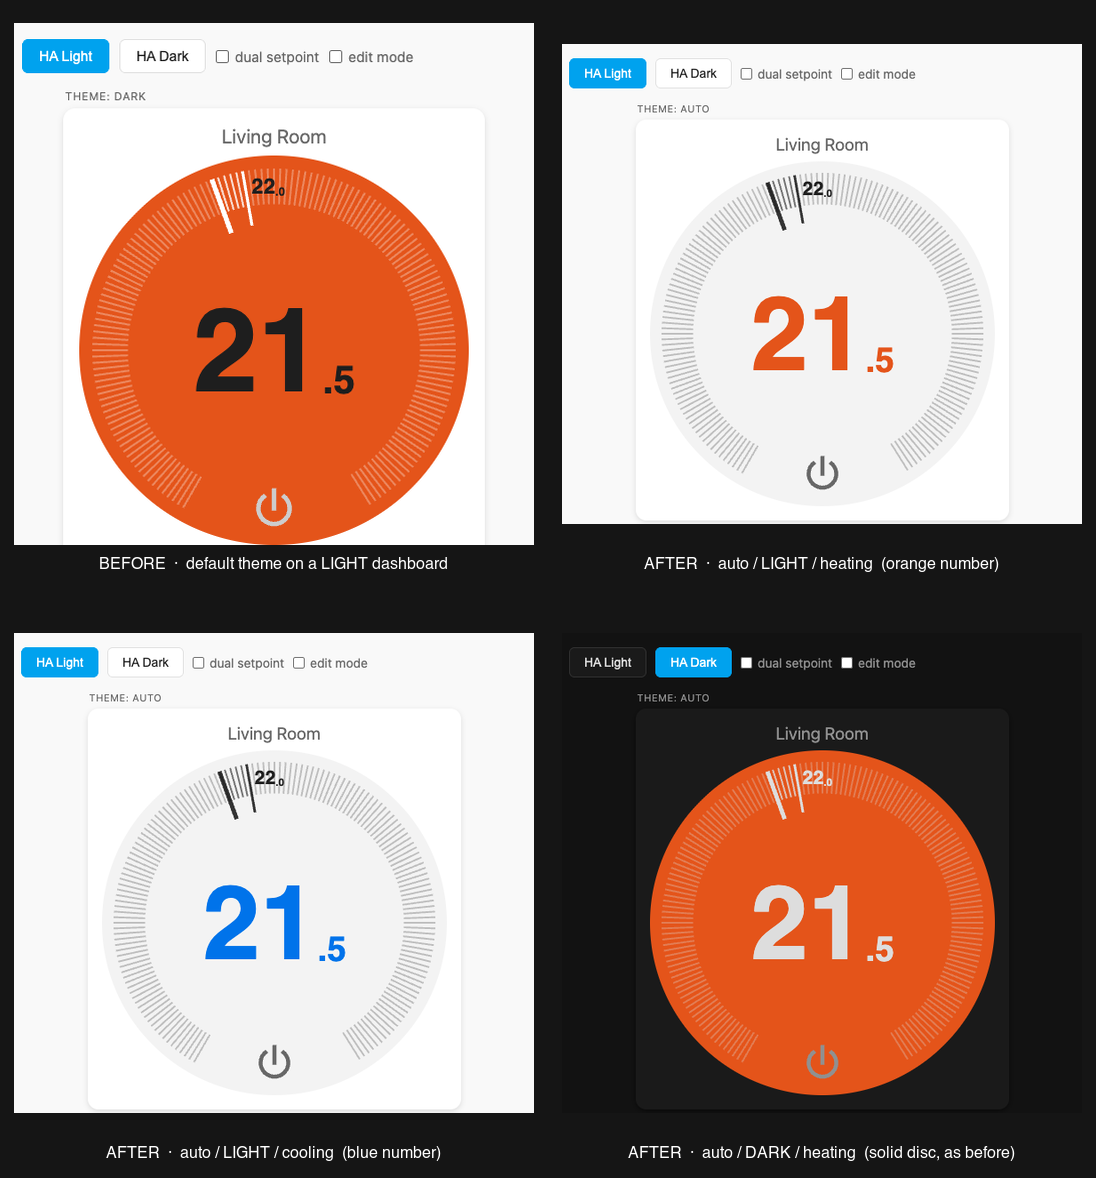 HA Light HA Dark dual setpoint edit mode
THEME: DARK
Living Room
22.0
21.5
BEFORE · default theme on a LIGHT dashboard
HA Light HA Dark dual setpoint edit mode
THEME: AUTO
Living Room
22.0
21.5
AFTER · auto / LIGHT / heating (orange number)
HA Light HA Dark dual setpoint edit mode
THEME: AUTO
Living Room
22.0
21.5
AFTER · auto / LIGHT / cooling (blue number)
HA Light HA Dark dual setpoint edit mode
THEME: AUTO
Living Room
22.0
21.5
AFTER · auto / DARK / heating (solid disc, as before)